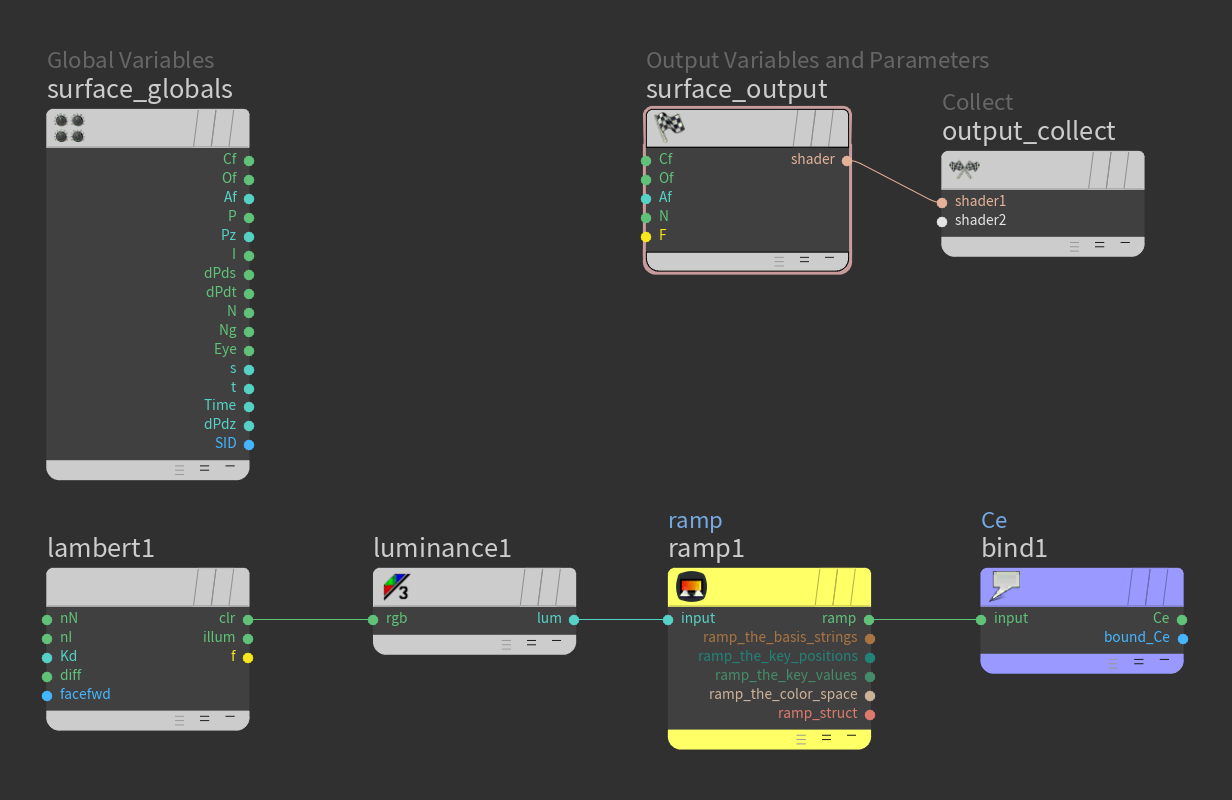 Global Variables
surface_globals
Cf
Of
Af
P
Pz
I
dPds
dPdt
N
Ng
Eye
s
t
Time
dPdz
SID
Output Variables and Parameters
surface_output
Cf shader
Of
Af
N
F
Collect
output_collect
shader1
shader2
lambert1
nN clr
nI illum
Kd f
diff
facefwd
luminance1
3
rgb lum
ramp
ramp1
input ramp
ramp_the_basis_strings
ramp_the_key_positions
ramp_the_key_values
ramp_the_color_space
ramp_struct
Ce
bind1
input Ce
bound_Ce